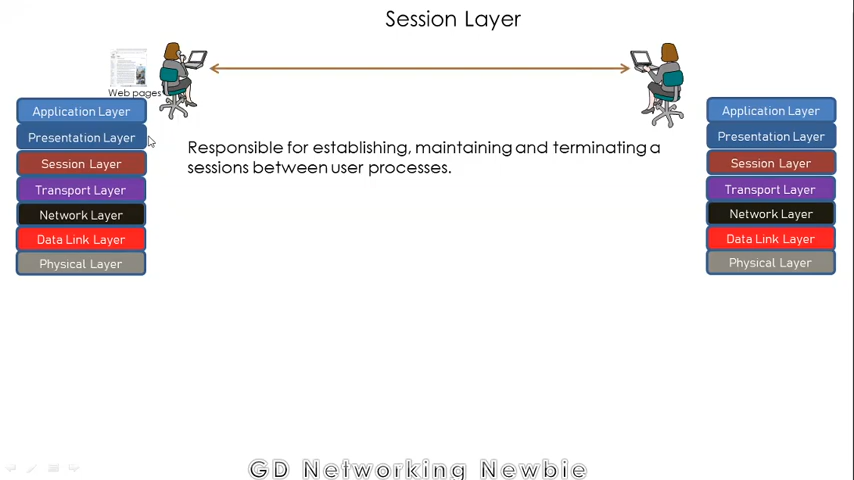 Session Layer
Web pages
Application Layer
Presentation Layer
Session Layer
Transport Layer
Network Layer
Data Link Layer
Physical Layer
Responsible for establishing, maintaining and terminating a
sessions between user processes.
Application Layer
Presentation Layer
Session Layer
Transport Layer
Network Layer
Data Link Layer
Physical Layer
GD Networking Newbie